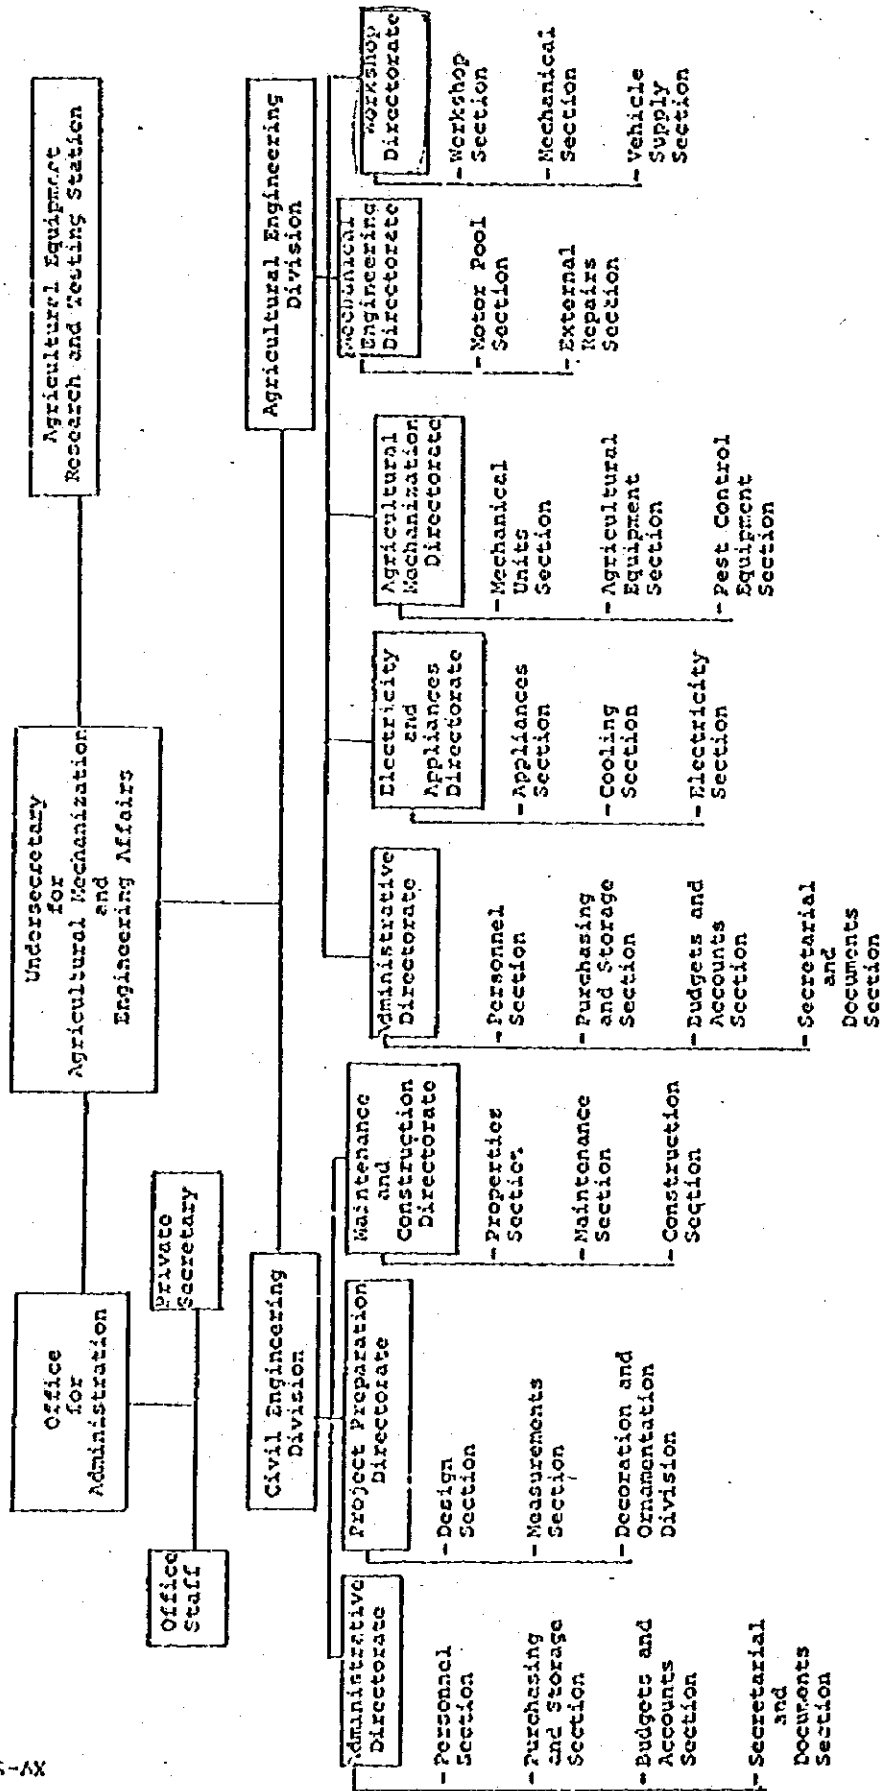 Undersecretary
for
Agricultural Mechanization
and
Engineering Affairs
Agricultural Equipment
Research and Testing Station
Office
for
Administration
Private
Secretary
Office
Staff
Civil Engineering
Division
Agricultural Engineering
Division
Administrative
Directorate
- Personnel
Section
- Purchasing
and Storage
Section
- Budgets and
Accounts
Section
- Secretarial
and
Documents
Section
Project Preparation
Directorate
- Design
Section
- Measurements
Section
- Decoration and
Ornamentation
Division
Maintenance
and
Construction
Directorate
- Properties
Section
- Maintenance
Section
- Construction
Section
Administrative
Directorate
- Personnel
Section
- Purchasing
and Storage
Section
- Budgets and
Accounts
Section
- Secretarial
and
Documents
Section
Electricity
and
Appliances
Directorate
- Appliances
Section
- Cooling
Section
- Electricity
Section
Agricultural
Mechanization
Directorate
- Mechanical
Units
Section
- Agricultural
Equipment
Section
- Pest Control
Equipment
Section
Mechanical
Engineering
Directorate
- Motor Pool
Section
- External
Repairs
Section
Workshop
Directorate
- Workshop
Section
- Mechanical
Section
- Vehicle
Supply
Section